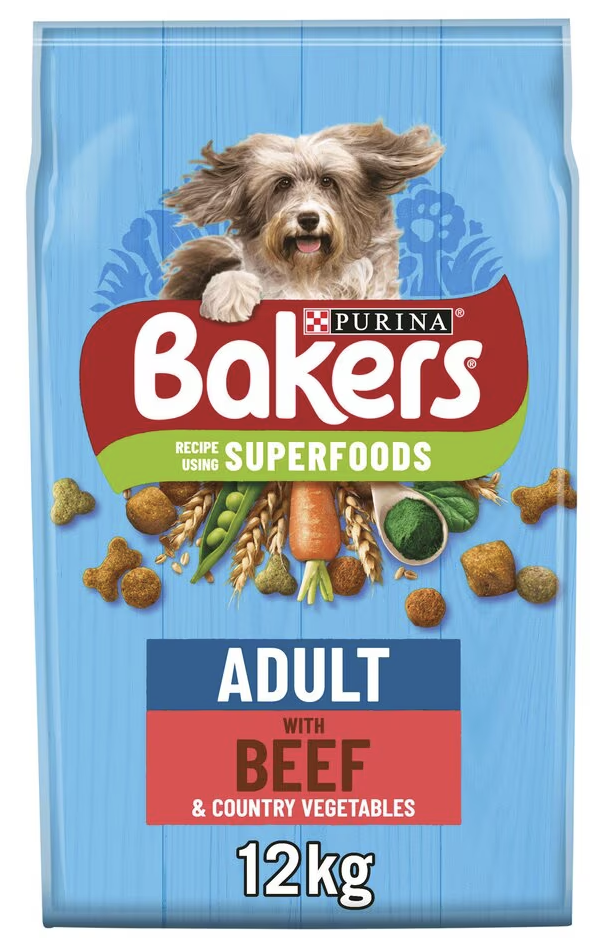 PURINA®
Bakers®
RECIPE
USING
SUPERFOODS
ADULT
WITH
BEEF
& COUNTRY VEGETABLES
12kg